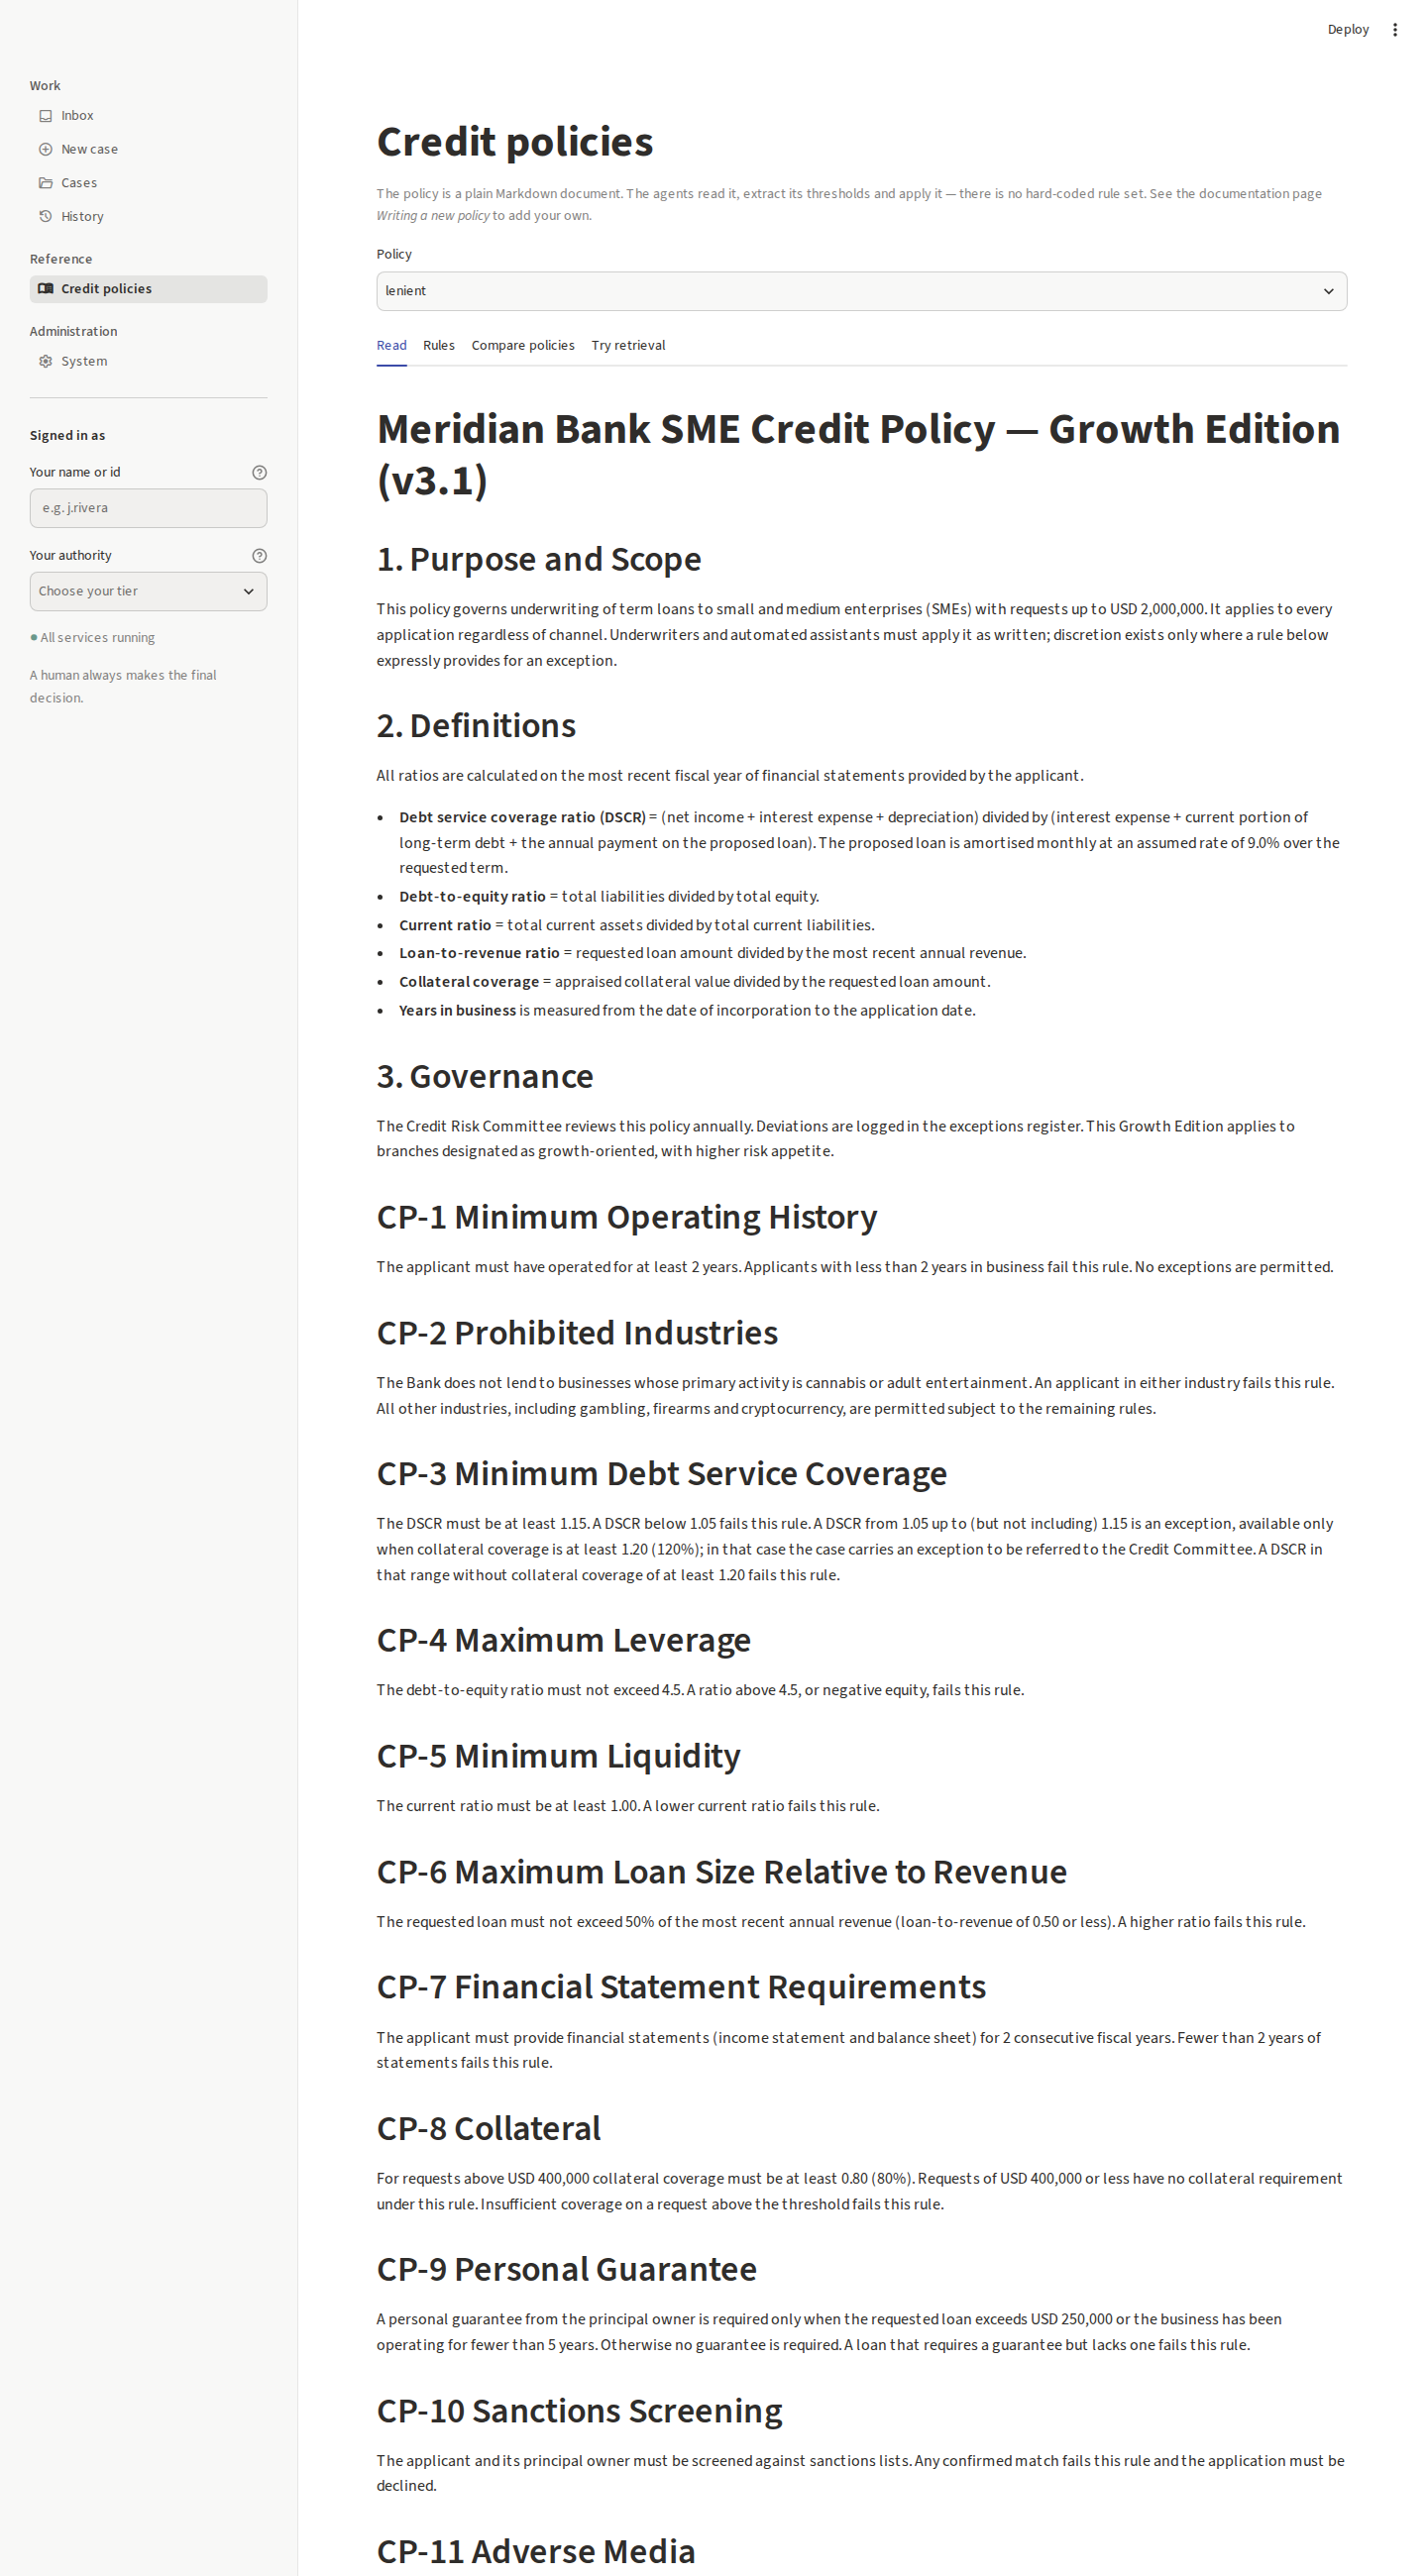 Deploy
Work
Inbox
New case
Cases
History
Reference
Credit policies
Administration
System
Signed in as
Your name or id
e.g. j.rivera
Your authority
Choose your tier
All services running
A human always makes the final
decision.
Credit policies
The policy is a plain Markdown document. The agents read it, extract its thresholds and apply it — there is no hard-coded rule set. See the documentation page
Writing a new policy to add your own.
Policy
lenient
Read Rules Compare policies Try retrieval
Meridian Bank SME Credit Policy — Growth Edition
(v3.1)
1. Purpose and Scope
This policy governs underwriting of term loans to small and medium enterprises (SMEs) with requests up to USD 2,000,000. It applies to every
application regardless of channel. Underwriters and automated assistants must apply it as written; discretion exists only where a rule below
expressly provides for an exception.
2. Definitions
All ratios are calculated on the most recent fiscal year of financial statements provided by the applicant.
• Debt service coverage ratio (DSCR) = (net income + interest expense + depreciation) divided by (interest expense + current portion of
long-term debt + the annual payment on the proposed loan). The proposed loan is amortised monthly at an assumed rate of 9.0% over the
requested term.
• Debt-to-equity ratio = total liabilities divided by total equity.
• Current ratio = total current assets divided by total current liabilities.
• Loan-to-revenue ratio = requested loan amount divided by the most recent annual revenue.
• Collateral coverage = appraised collateral value divided by the requested loan amount.
• Years in business is measured from the date of incorporation to the application date.
3. Governance
The Credit Risk Committee reviews this policy annually. Deviations are logged in the exceptions register. This Growth Edition applies to
branches designated as growth-oriented, with higher risk appetite.
CP-1 Minimum Operating History
The applicant must have operated for at least 2 years. Applicants with less than 2 years in business fail this rule. No exceptions are permitted.
CP-2 Prohibited Industries
The Bank does not lend to businesses whose primary activity is cannabis or adult entertainment. An applicant in either industry fails this rule.
All other industries, including gambling, firearms and cryptocurrency, are permitted subject to the remaining rules.
CP-3 Minimum Debt Service Coverage
The DSCR must be at least 1.15. A DSCR below 1.05 fails this rule. A DSCR from 1.05 up to (but not including) 1.15 is an exception, available only
when collateral coverage is at least 1.20 (120%); in that case the case carries an exception to be referred to the Credit Committee. A DSCR in
that range without collateral coverage of at least 1.20 fails this rule.
CP-4 Maximum Leverage
The debt-to-equity ratio must not exceed 4.5. A ratio above 4.5, or negative equity, fails this rule.
CP-5 Minimum Liquidity
The current ratio must be at least 1.00. A lower current ratio fails this rule.
CP-6 Maximum Loan Size Relative to Revenue
The requested loan must not exceed 50% of the most recent annual revenue (loan-to-revenue of 0.50 or less). A higher ratio fails this rule.
CP-7 Financial Statement Requirements
The applicant must provide financial statements (income statement and balance sheet) for 2 consecutive fiscal years. Fewer than 2 years of
statements fails this rule.
CP-8 Collateral
For requests above USD 400,000 collateral coverage must be at least 0.80 (80%). Requests of USD 400,000 or less have no collateral requirement
under this rule. Insufficient coverage on a request above the threshold fails this rule.
CP-9 Personal Guarantee
A personal guarantee from the principal owner is required only when the requested loan exceeds USD 250,000 or the business has been
operating for fewer than 5 years. Otherwise no guarantee is required. A loan that requires a guarantee but lacks one fails this rule.
CP-10 Sanctions Screening
The applicant and its principal owner must be screened against sanctions lists. Any confirmed match fails this rule and the application must be
declined.
CP-11 Adverse Media